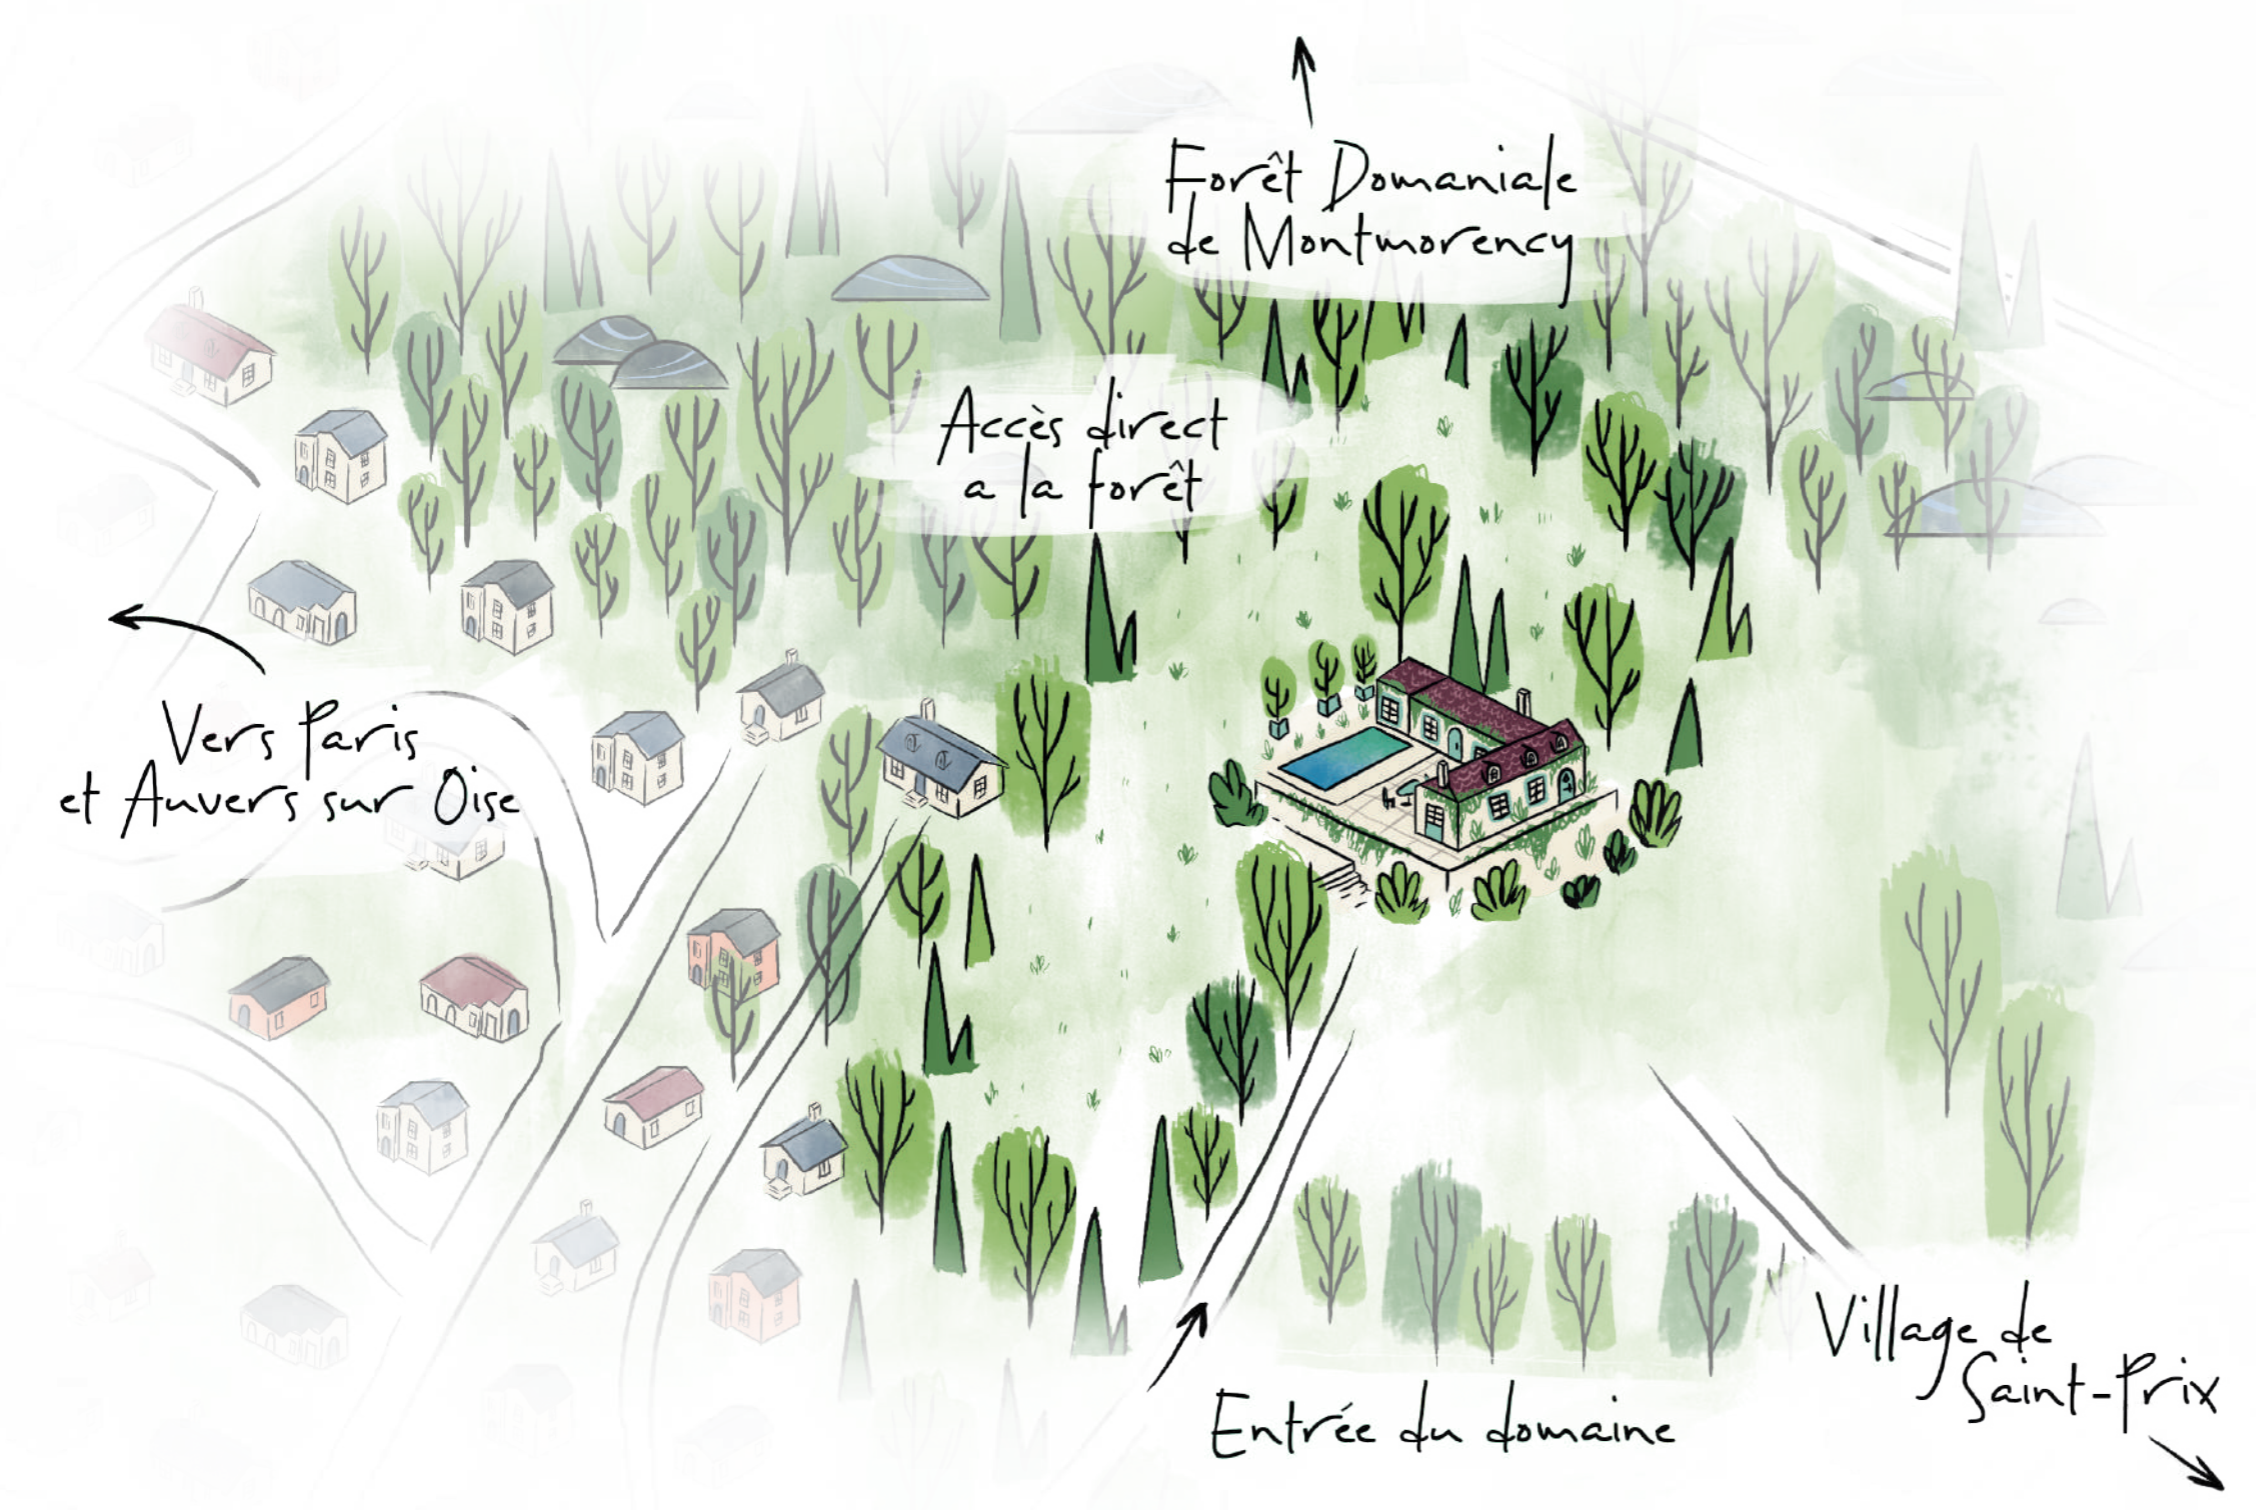 Forêt Domaniale
de Montmorency
Accès direct
a la forêt
Vers Paris
et Auvers sur Oise
Village de
Saint-Prix
Entrée du domaine